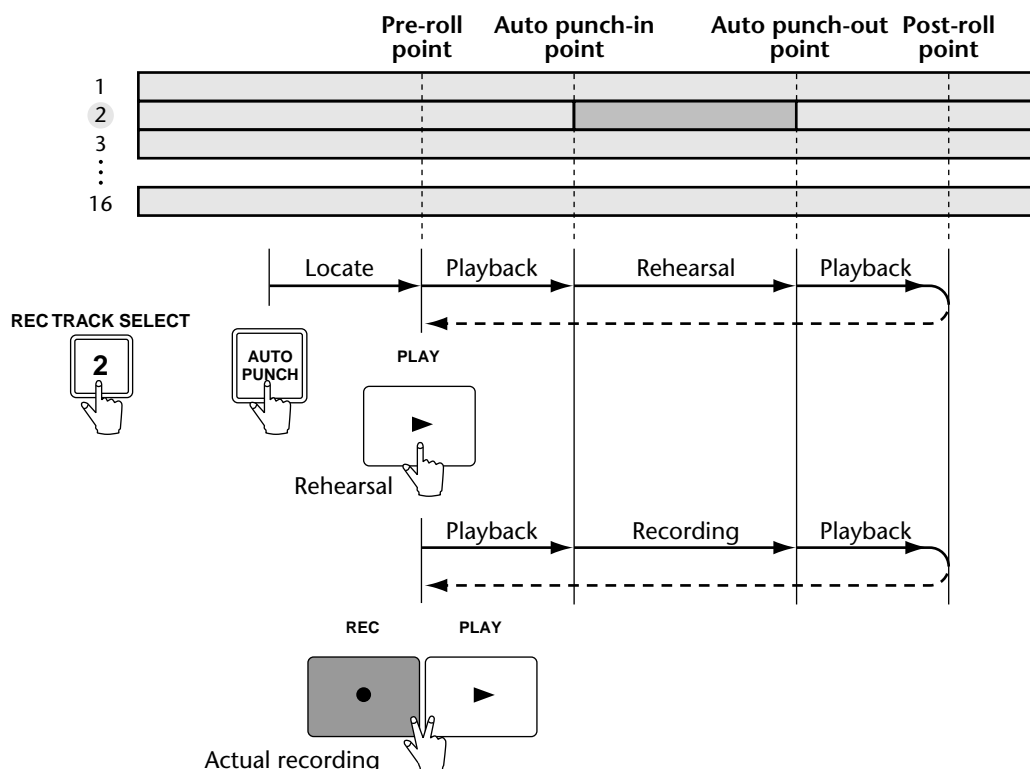 Pre-roll point
Auto punch-in point
Auto punch-out point
Post-roll point
1
2
3
16
Locate
Playback
Rehearsal
Playback
REC TRACK SELECT
2
AUTO PUNCH
PLAY
Rehearsal
Playback
Recording
Playback
REC
PLAY
Actual recording